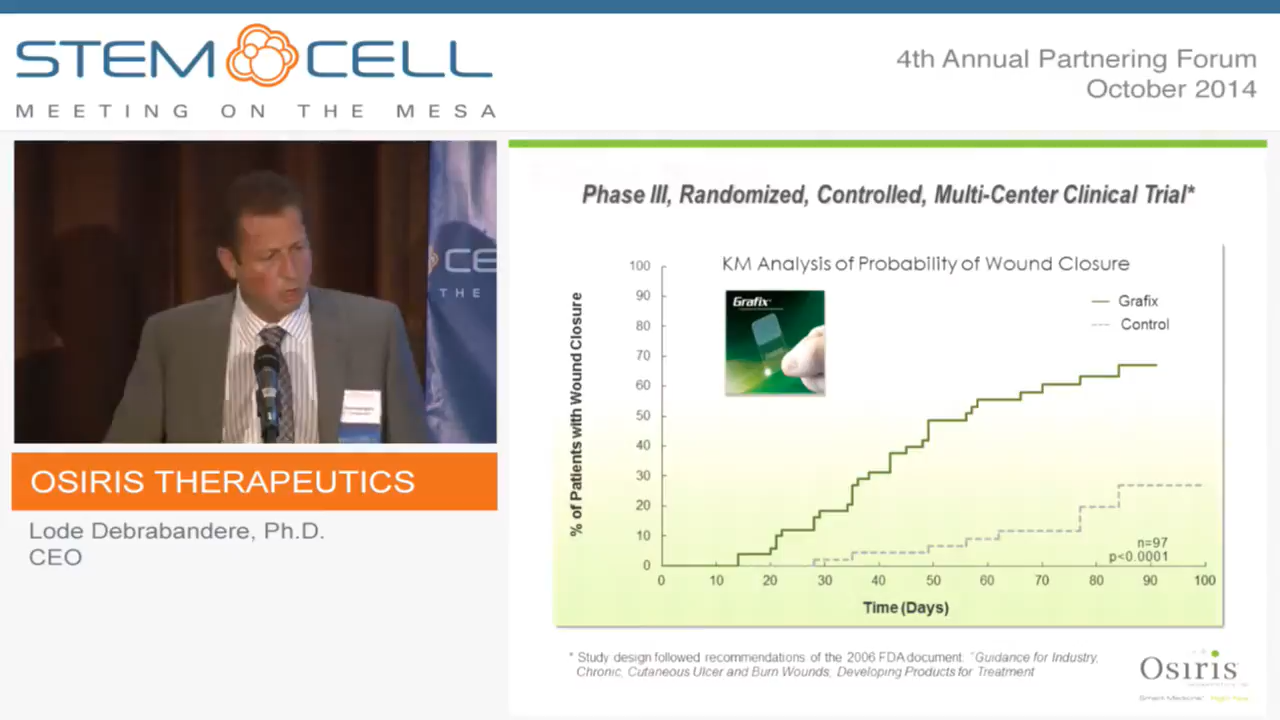 STEM CELL
MEETING ON THE MESA
4th Annual Partnering Forum
October 2014
CE
THE
OSIRIS THERAPEUTICS
Lode Debrabandere, Ph.D.
CEO
Phase III, Randomized, Controlled, Multi-Center Clinical Trial*
KM Analysis of Probability of Wound Closure
Grafix
Grafix
Control
% of Patients with Wound Closure
100
90
80
70
60
50
40
30
20
10
0
0 10 20 30 40 50 60 70 80 90 100
n=97
p<0.0001
Time (Days)
* Study design followed recommendations of the 2006 FDA document: "Guidance for Industry,
Chronic, Cutaneous Ulcer and Burn Wounds, Developing Products for Treatment
Osiris
Smart Medicine